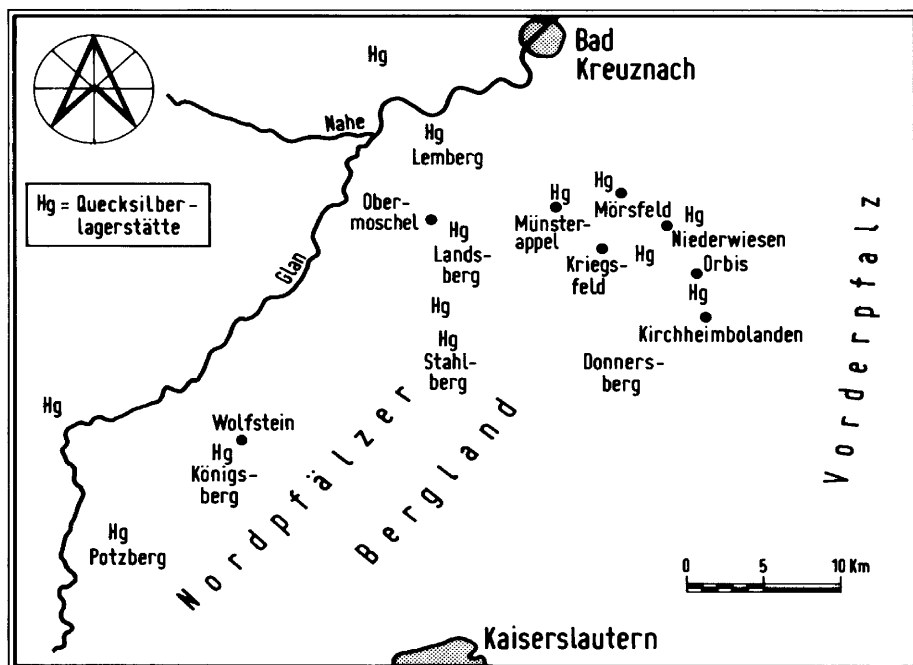 Hg
Bad
Kreuznach
Nahe
Hg
Lemberg
Hg = Quecksilber-
lagerstätte
Ober-
moschel
Hg
Lands-
berg
Hg
Münster-
appel
Hg
Mörsfeld
Hg
Niederwiesen
Kriegs-
feld
Hg
Orbis
Hg
Kirchheimbolanden
Glan
Hg
Hg
Stahl-
berg
Donners-
berg
Vorderpfalz
Hg
Wolfstein
Hg
Königs-
berg
Nordpfälzer
Bergland
Hg
Potzberg
0 5 10 Km
Kaiserslautern